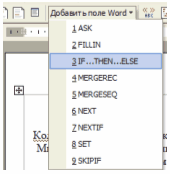 Добавить поле Word
1 ASK
2 FILLIN
3 IF...THEN...ELSE
4 MERGEREC
5 MERGESEQ
6 NEXT
7 NEXTIF
8 SET
9 SKIPIF